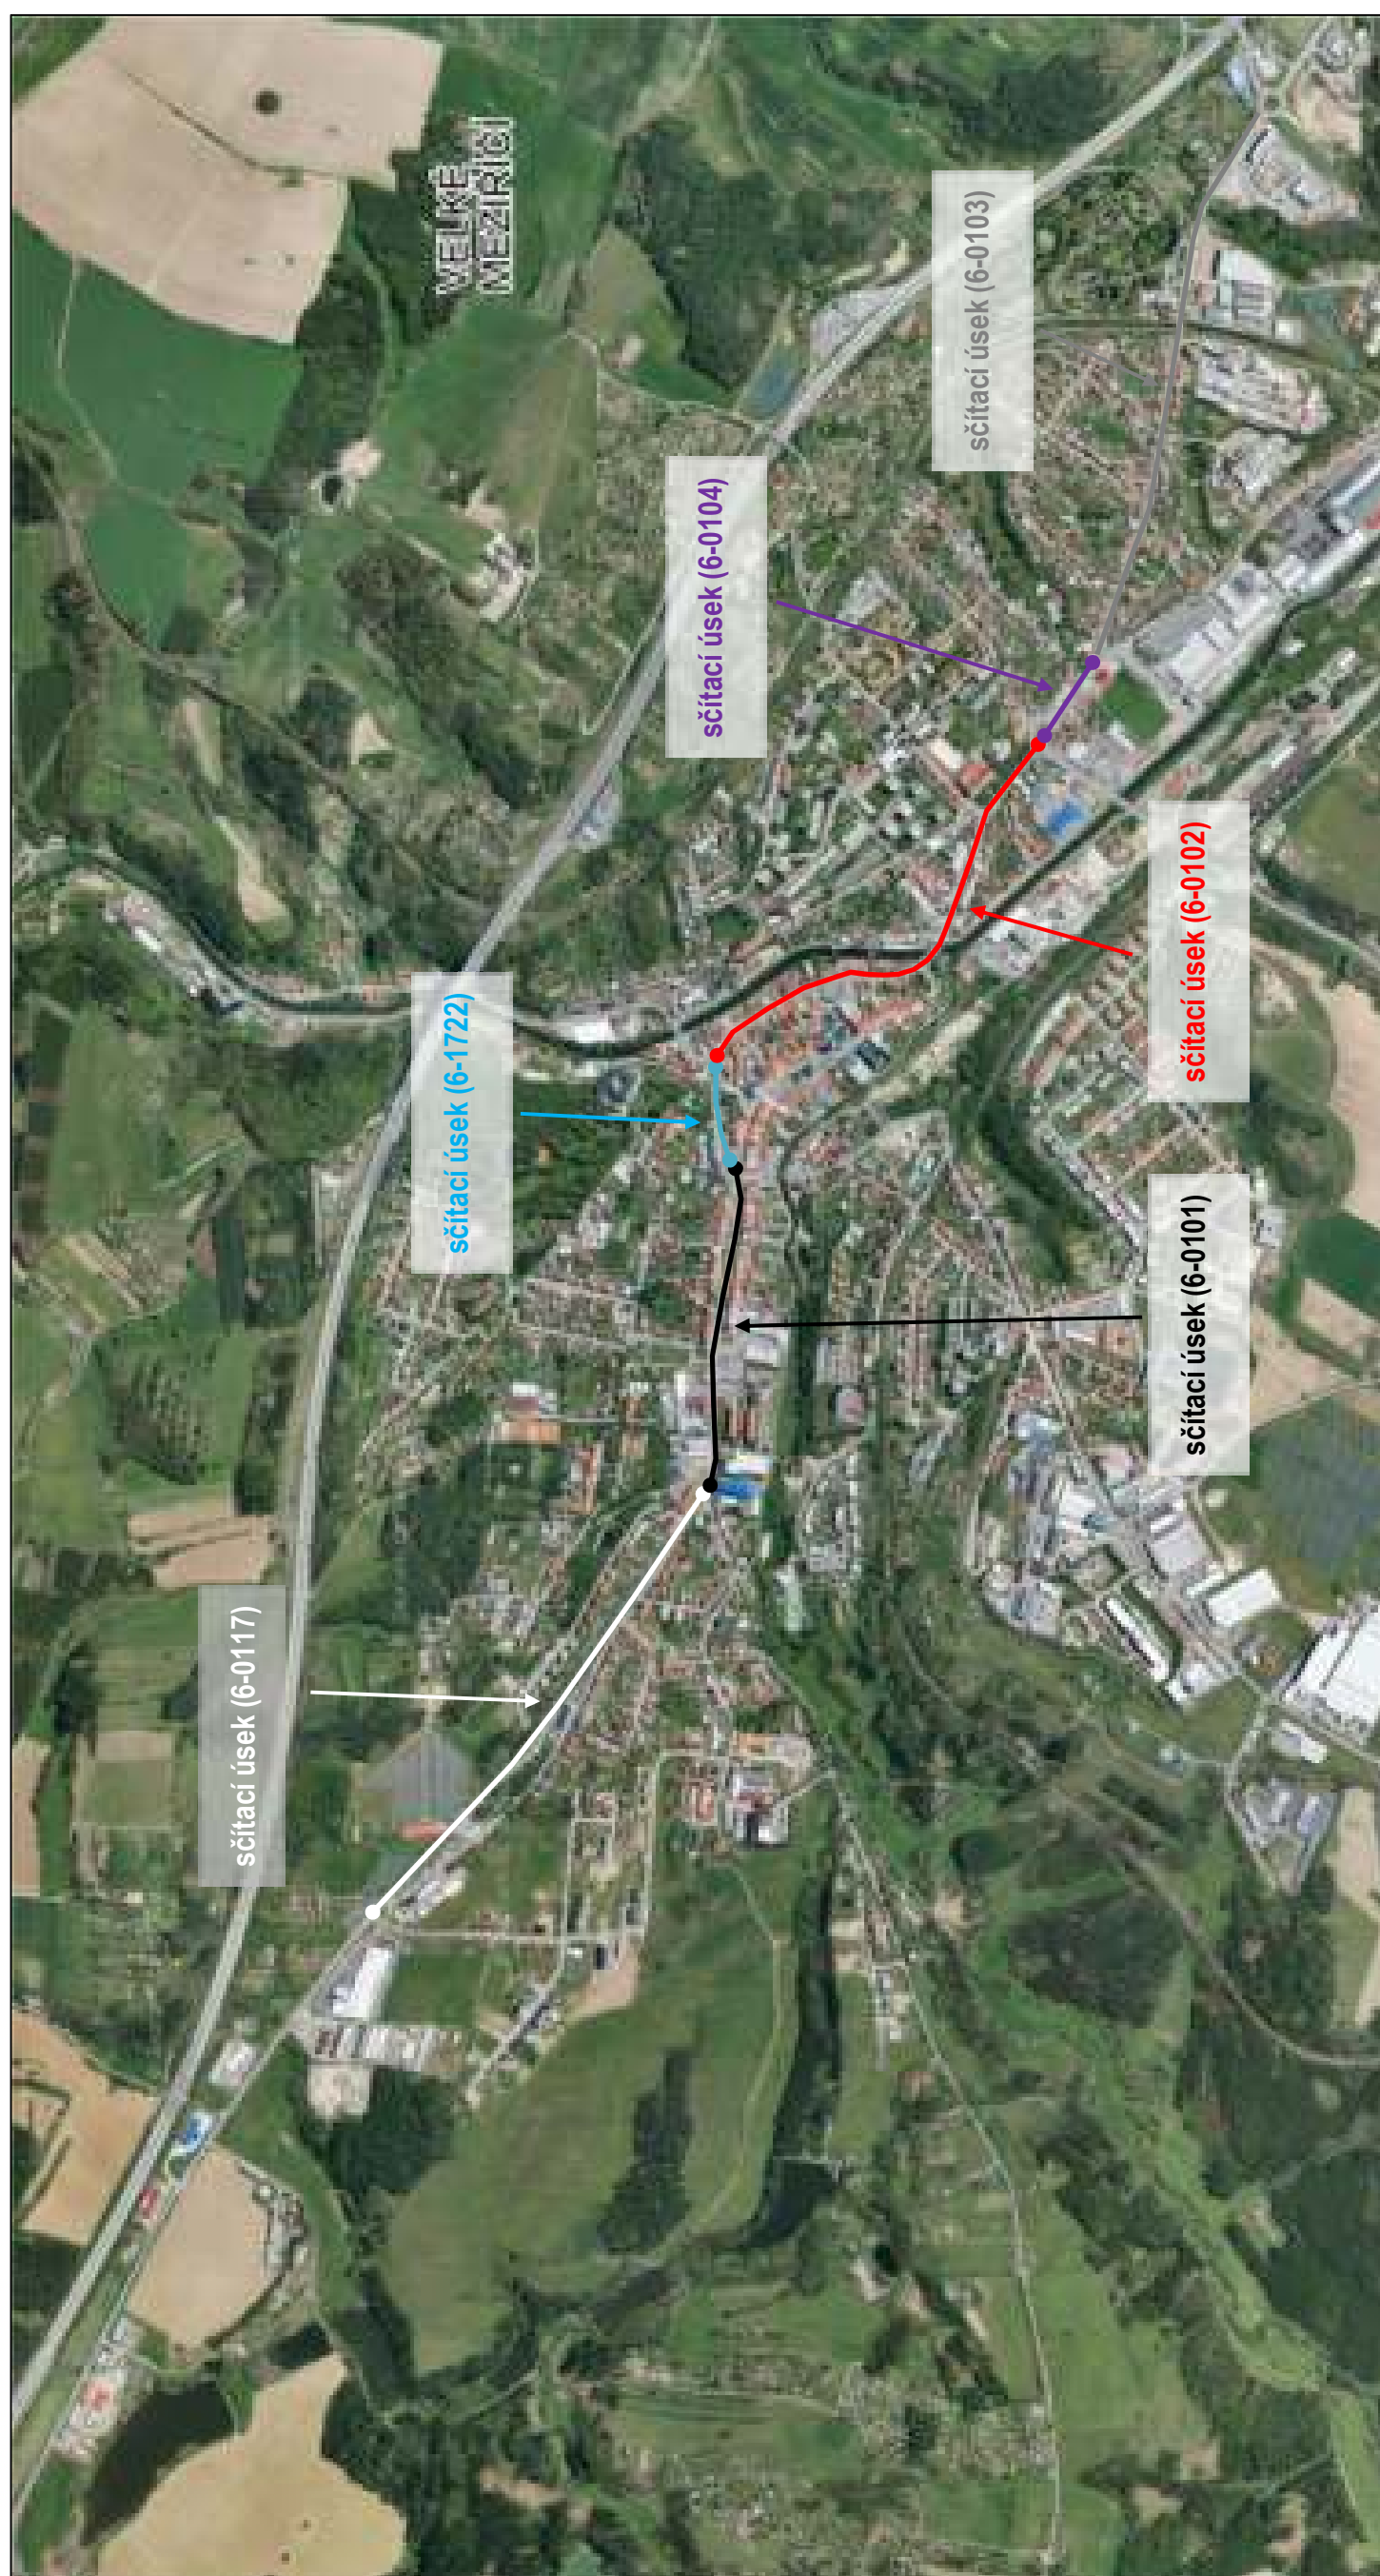 sčítací úsek (6-0117)
sčítací úsek (6-1722)
VELKÉ
MEZIŘÍČÍ
sčítací úsek (6-0104)
sčítací úsek (6-0103)
sčítací úsek (6-0101)
sčítací úsek (6-0102)